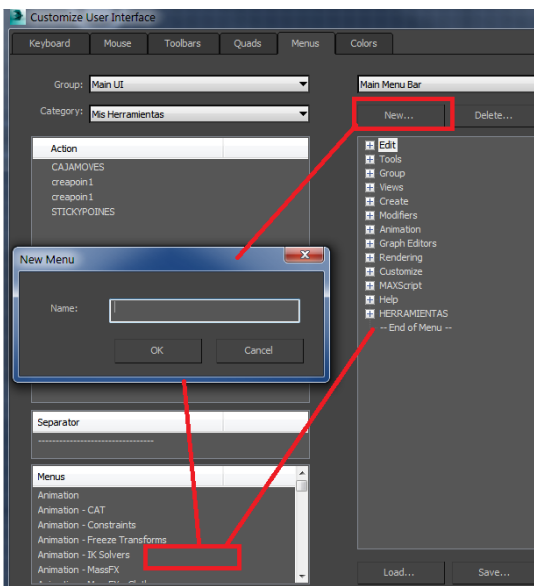 Customize User Interface
Keyboard Mouse Toolbars Quads Menus Colors
Group: Main UI
Main Menu Bar
Category: Mis Herramientas
New... Delete...
Action
CAJAMOVES
creapoin1
creapoin1
STICKYPOINES
Edit
Tools
Group
Views
Create
Modifiers
Animation
Graph Editors
Rendering
Customize
MAXScript
Help
HERRAMIENTAS
-- End of Menu --
New Menu
Name:
OK Cancel
Separator
Menus
Animation
Animation - CAT
Animation - Constraints
Animation - Freeze Transforms
Animation - IK Solvers
Animation - MassFX
Load... Save...